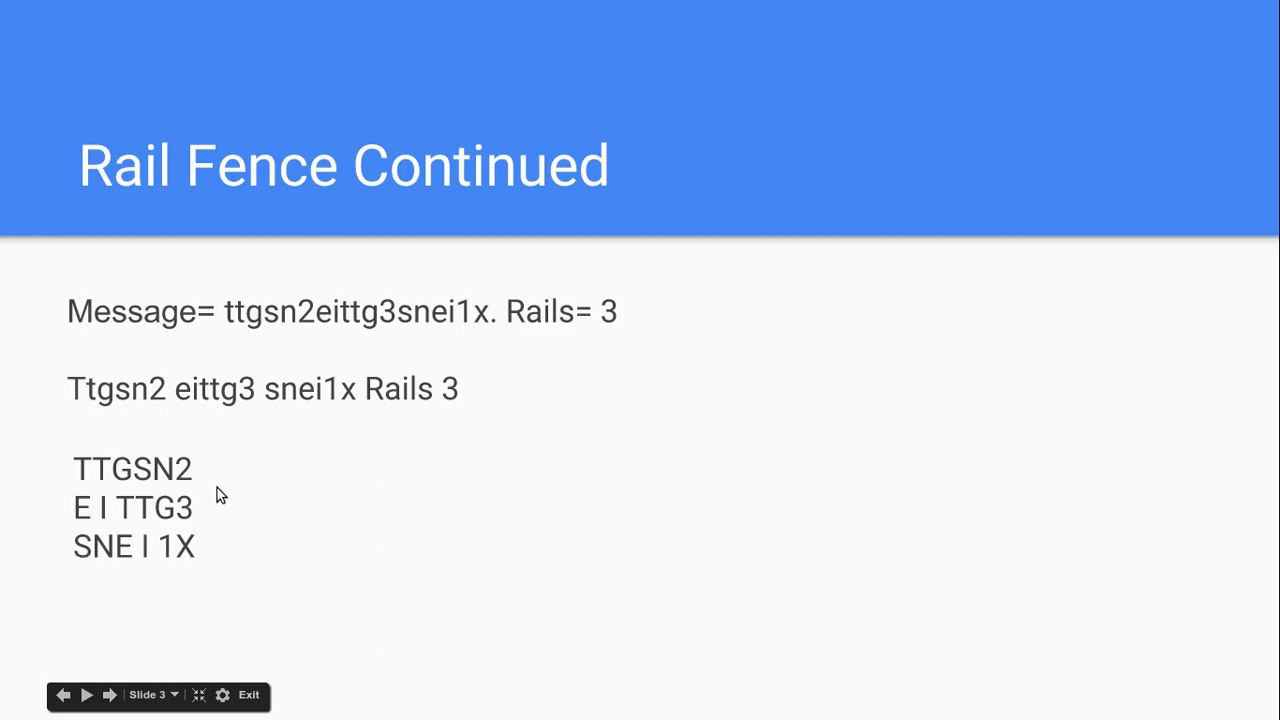 Rail Fence Continued
Message= ttgsn2eittg3snei1x. Rails= 3
Ttgsn2 eittg3 snei1x Rails 3
TTGSN2
E I TTG3
SNE I 1X
Slide 3
Exit